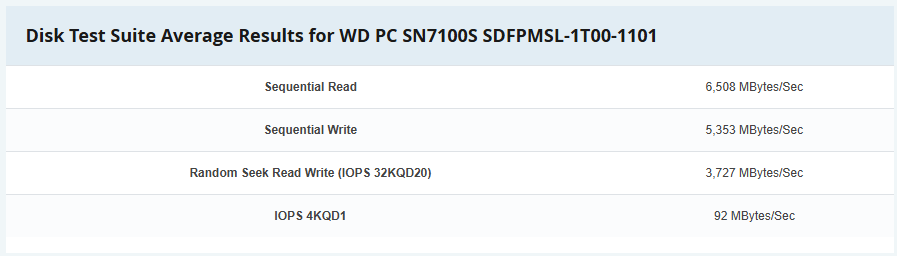 Disk Test Suite Average Results for WD PC SN7100S SDFPMSL-1T00-1101
Sequential Read 6,508 MBytes/Sec
Sequential Write 5,353 MBytes/Sec
Random Seek Read Write (IOPS 32KQD20) 3,727 MBytes/Sec
IOPS 4KQD1 92 MBytes/Sec